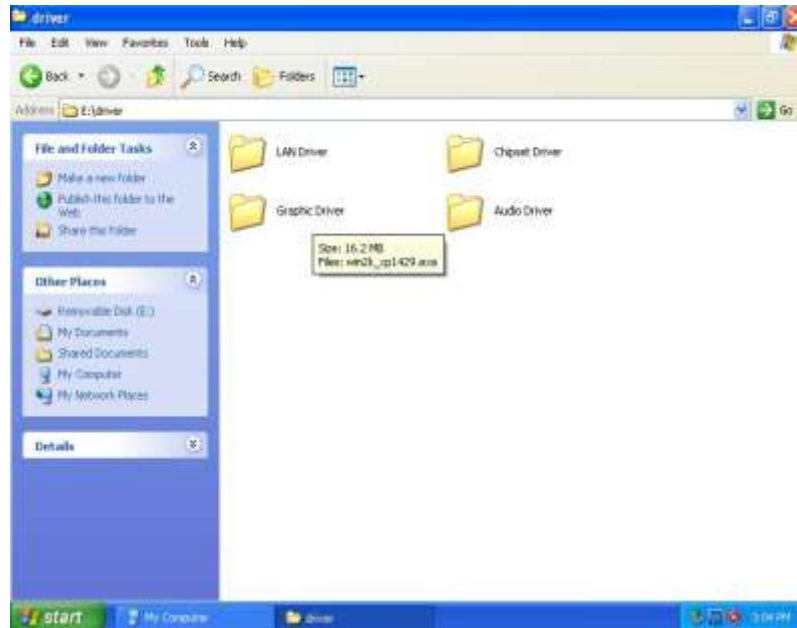 driver
File Edit View Favorites Tools Help
Back Search Folders
Address E:\driver Go
File and Folder Tasks
Make a new folder
Publish this folder to the
Web
Share this folder
Other Places
Removable Disk (E:)
My Documents
Shared Documents
My Computer
My Network Places
Details
LAN Driver
Chipset Driver
Graphic Driver
Audio Driver
Size: 16.2 MB
Files: win2k_xp1429.exe
start My Computer driver 3:04 PM